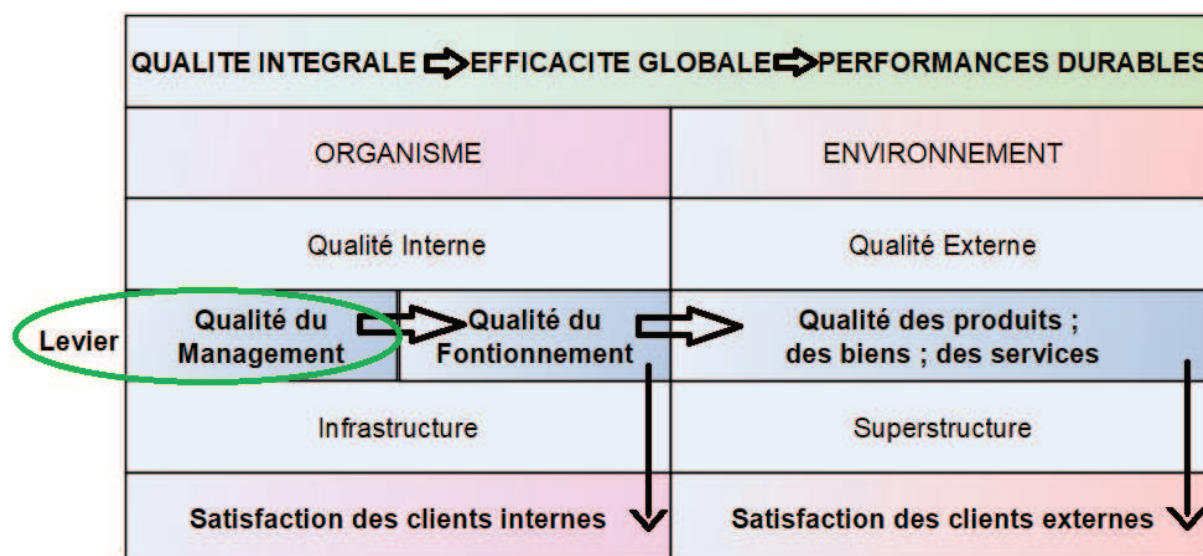 QUALITE INTEGRALE EFFICACITE GLOBALE PERFORMANCES DURABLES
ORGANISME
ENVIRONNEMENT
Qualité Interne
Qualité Externe
Levier
Qualité du
Management
Qualité du
Fontionnement
Qualité des produits ;
des biens ; des services
Infrastructure
Superstructure
Satisfaction des clients internes
Satisfaction des clients externes